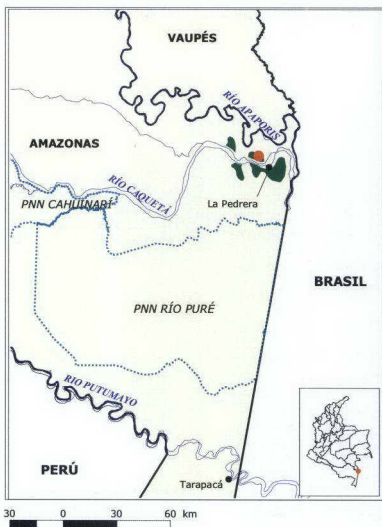 VAUPÉS
RÍO APAPORIS
AMAZONAS
RÍO CAQUETÁ
PNN CAHUINARÍ
La Pedrera
BRASIL
PNN RÍO PURÉ
RIO PUTUMAYO
PERÚ
Tarapacá
30 0 30 60 km